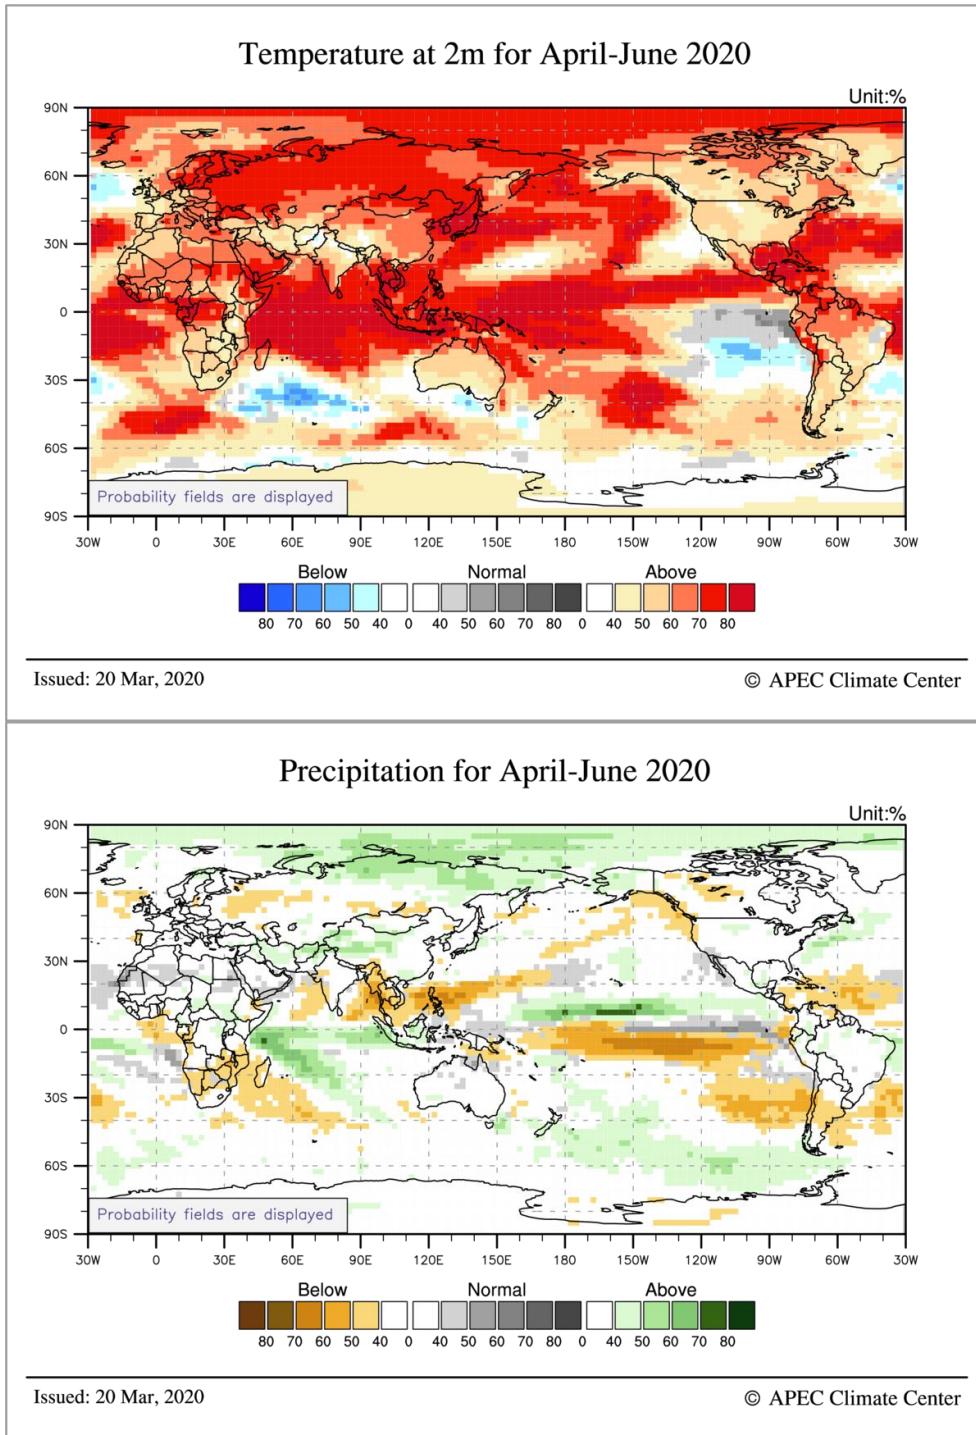 Temperature at 2m for April-June 2020
Unit:%
90N
60N
30N
0
30S
60S
90S
Probability fields are displayed
30W 0 30E 60E 90E 120E 150E 180 150W 120W 90W 60W 30W
Below Normal Above
80 70 60 50 40 0 40 50 60 70 80 0 40 50 60 70 80
Issued: 20 Mar, 2020 © APEC Climate Center
Precipitation for April-June 2020
Unit:%
90N
60N
30N
0
30S
60S
90S
Probability fields are displayed
30W 0 30E 60E 90E 120E 150E 180 150W 120W 90W 60W 30W
Below Normal Above
80 70 60 50 40 0 40 50 60 70 80 0 40 50 60 70 80
Issued: 20 Mar, 2020 © APEC Climate Center